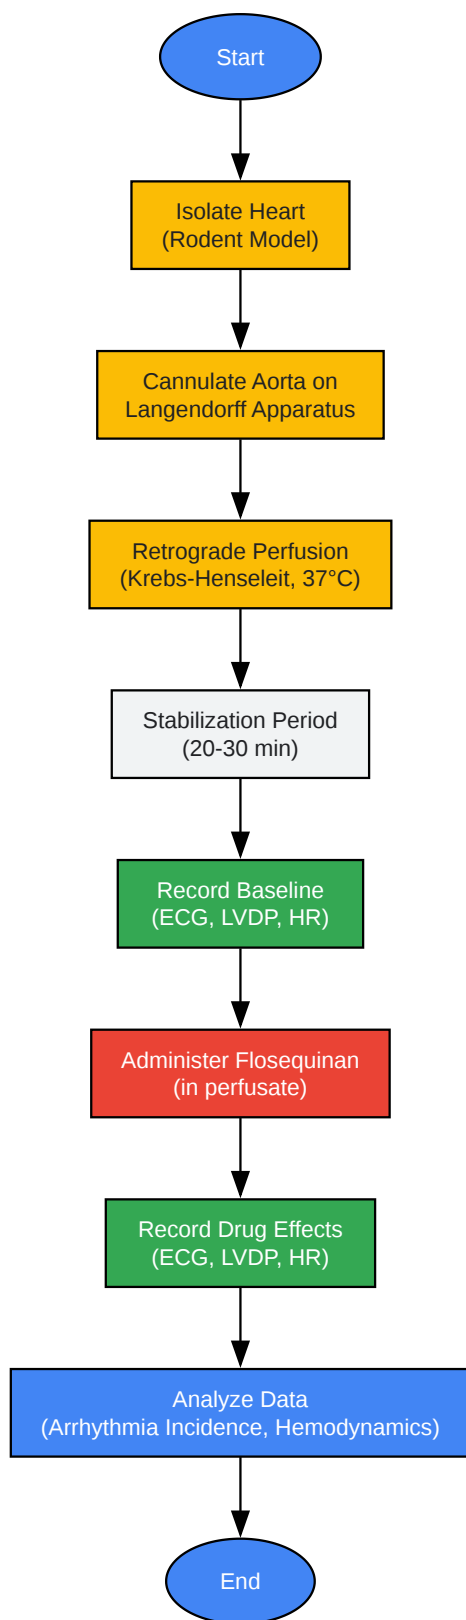 Start
Isolate Heart
(Rodent Model)
Cannulate Aorta on
Langendorff Apparatus
Retrograde Perfusion
(Krebs-Henseleit, 37°C)
Stabilization Period
(20-30 min)
Record Baseline
(ECG, LVDP, HR)
Administer Flosequinan
(in perfusate)
Record Drug Effects
(ECG, LVDP, HR)
Analyze Data
(Arrhythmia Incidence, Hemodynamics)
End